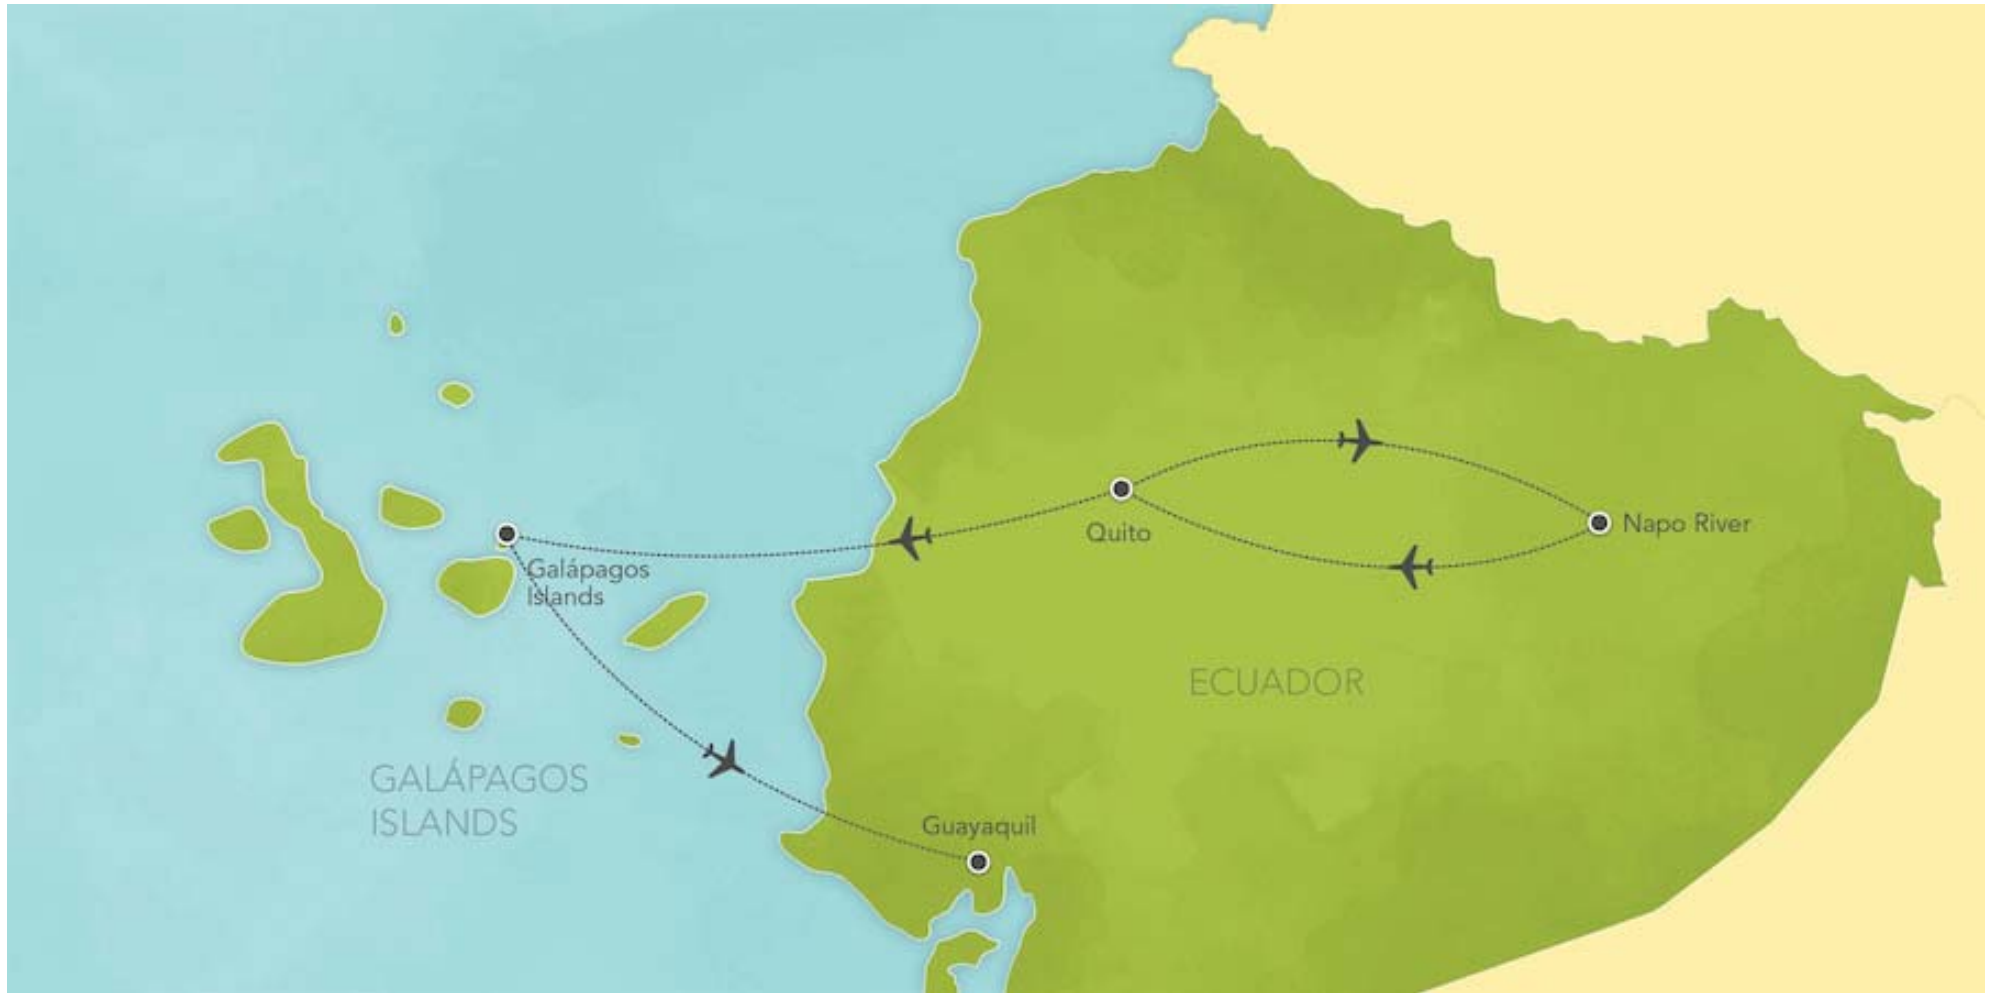 Quito
Napo River
Galápagos
Islands
ECUADOR
GALÁPAGOS
ISLANDS
Guayaquil